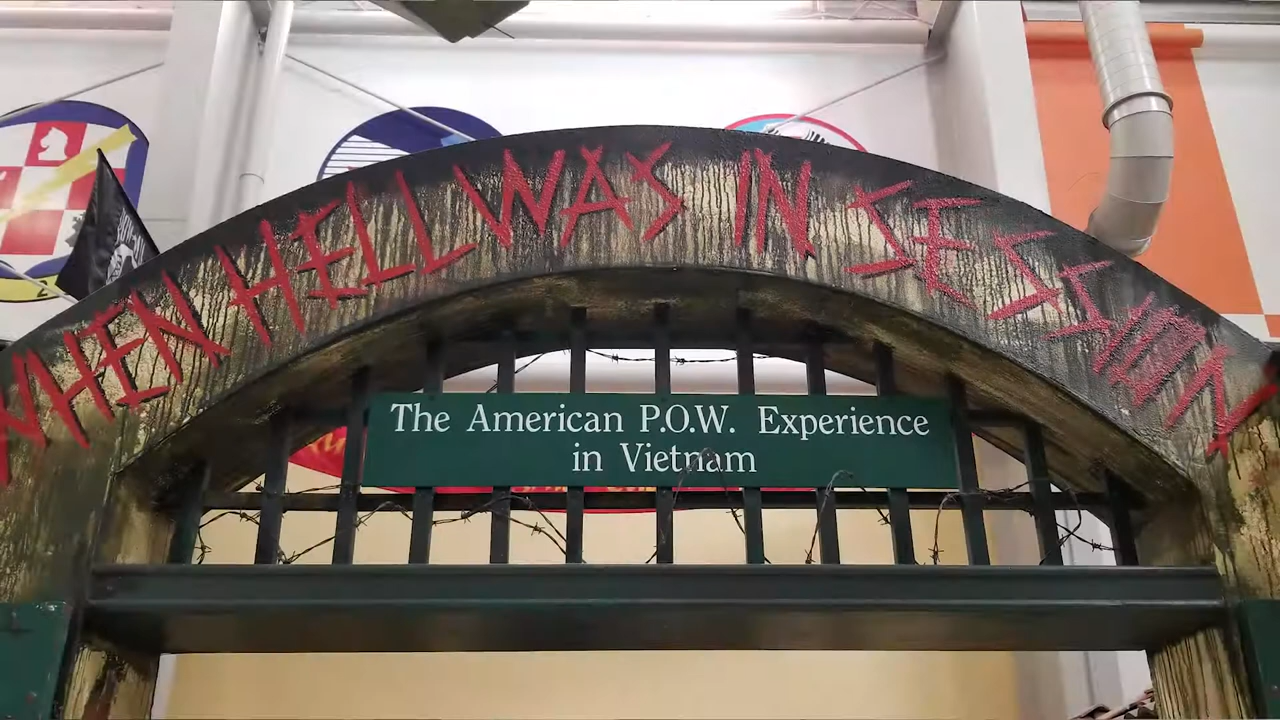 WHEN HELL WAS IN SESSION
The American P.O.W. Experience
in Vietnam